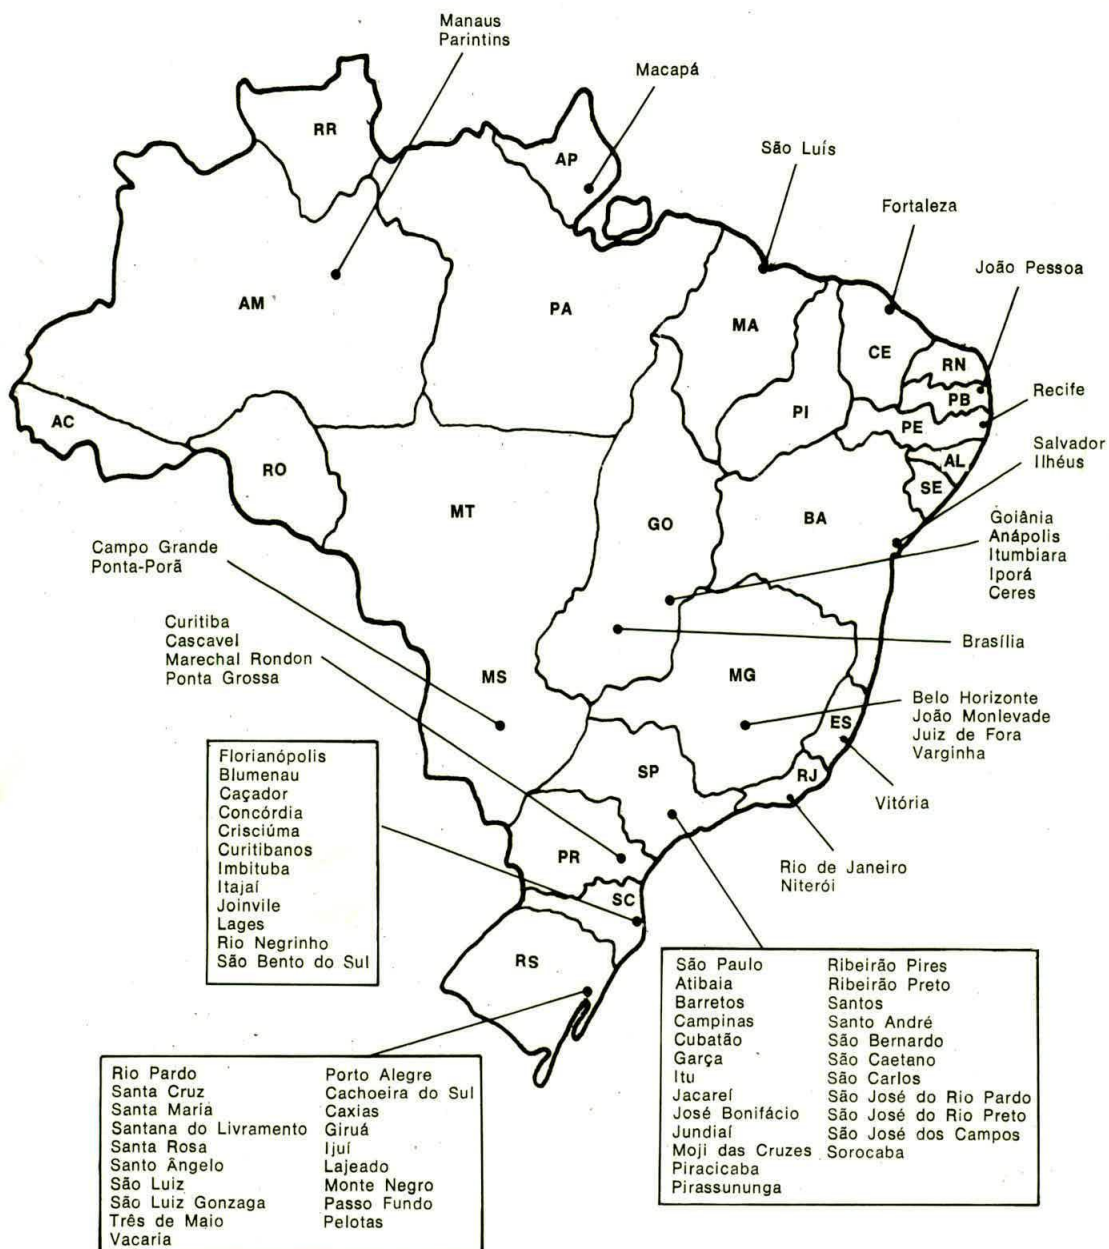 Manaus
Parintins
Macapá
São Luís
Fortaleza
João Pessoa
Recife
Salvador
Ilhéus
Goiânia
Anápolis
Itumbiara
Iporá
Ceres
Brasília
Belo Horizonte
João Monlevade
Juiz de Fora
Varginha
Vitória
Rio de Janeiro
Niterói
RR
AP
AM
PA
MA
CE
RN
PB
PI
PE
AL
SE
AC
RO
MT
GO
BA
MS
MG
ES
SP
RJ
PR
SC
RS
Campo Grande
Ponta-Porã
Curitiba
Cascavel
Marechal Rondon
Ponta Grossa
Florianópolis
Blumenau
Caçador
Concórdia
Crisciúma
Curitibanos
Imbituba
Itajaí
Joinvile
Lages
Rio Negrinho
São Bento do Sul
Rio Pardo
Santa Cruz
Santa Maria
Santana do Livramento
Santa Rosa
Santo Ângelo
São Luiz
São Luiz Gonzaga
Três de Maio
Vacaria
Porto Alegre
Cachoeira do Sul
Caxias
Giruá
Ijuí
Lajeado
Monte Negro
Passo Fundo
Pelotas
São Paulo
Atibaia
Barretos
Campinas
Cubatão
Garça
Itu
Jacareí
José Bonifácio
Jundiaí
Moji das Cruzes
Piracicaba
Pirassununga
Ribeirão Pires
Ribeirão Preto
Santos
Santo André
São Bernardo
São Caetano
São Carlos
São José do Rio Pardo
São José do Rio Preto
São José dos Campos
Sorocaba